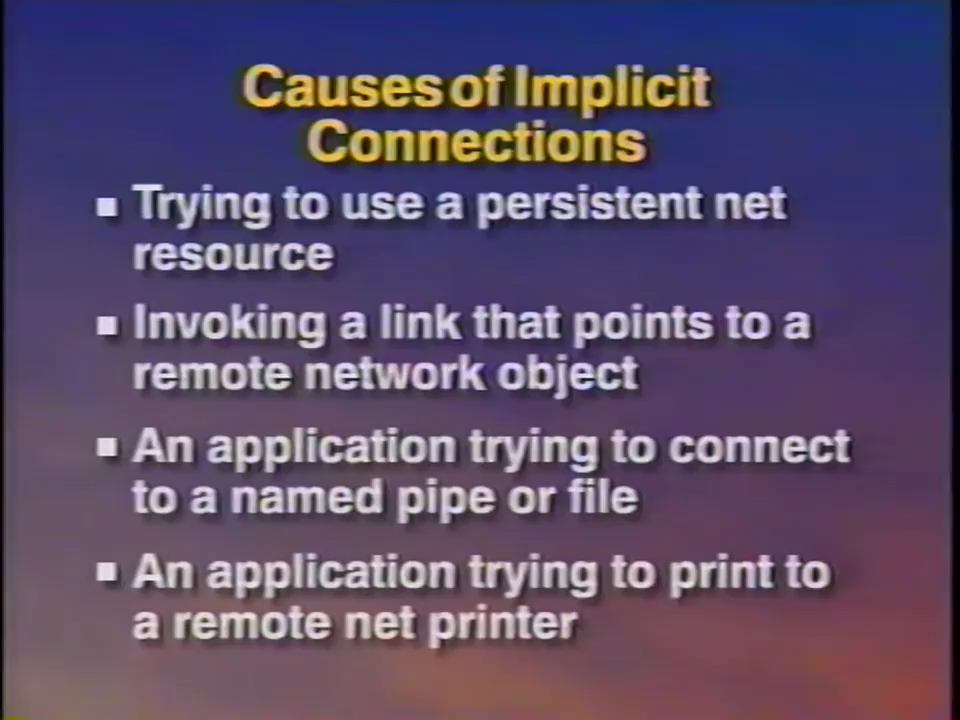 Causes of Implicit
Connections
▪ Trying to use a persistent net
resource
▪ Invoking a link that points to a
remote network object
▪ An application trying to connect
to a named pipe or file
▪ An application trying to print to
a remote net printer